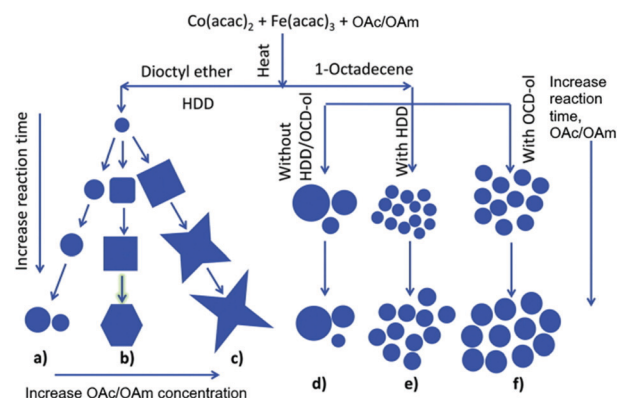 Co(acac)₂ + Fe(acac)₃ + OAc/OAm
Heat
Dioctyl ether
HDD
1-Octadecene
Increase reaction time
Without
HDD/OCD-ol
With HDD
With OCD-ol
Increase
reaction
time,
OAc/OAm
a)
b)
c)
d)
e)
f)
Increase OAc/OAm concentration